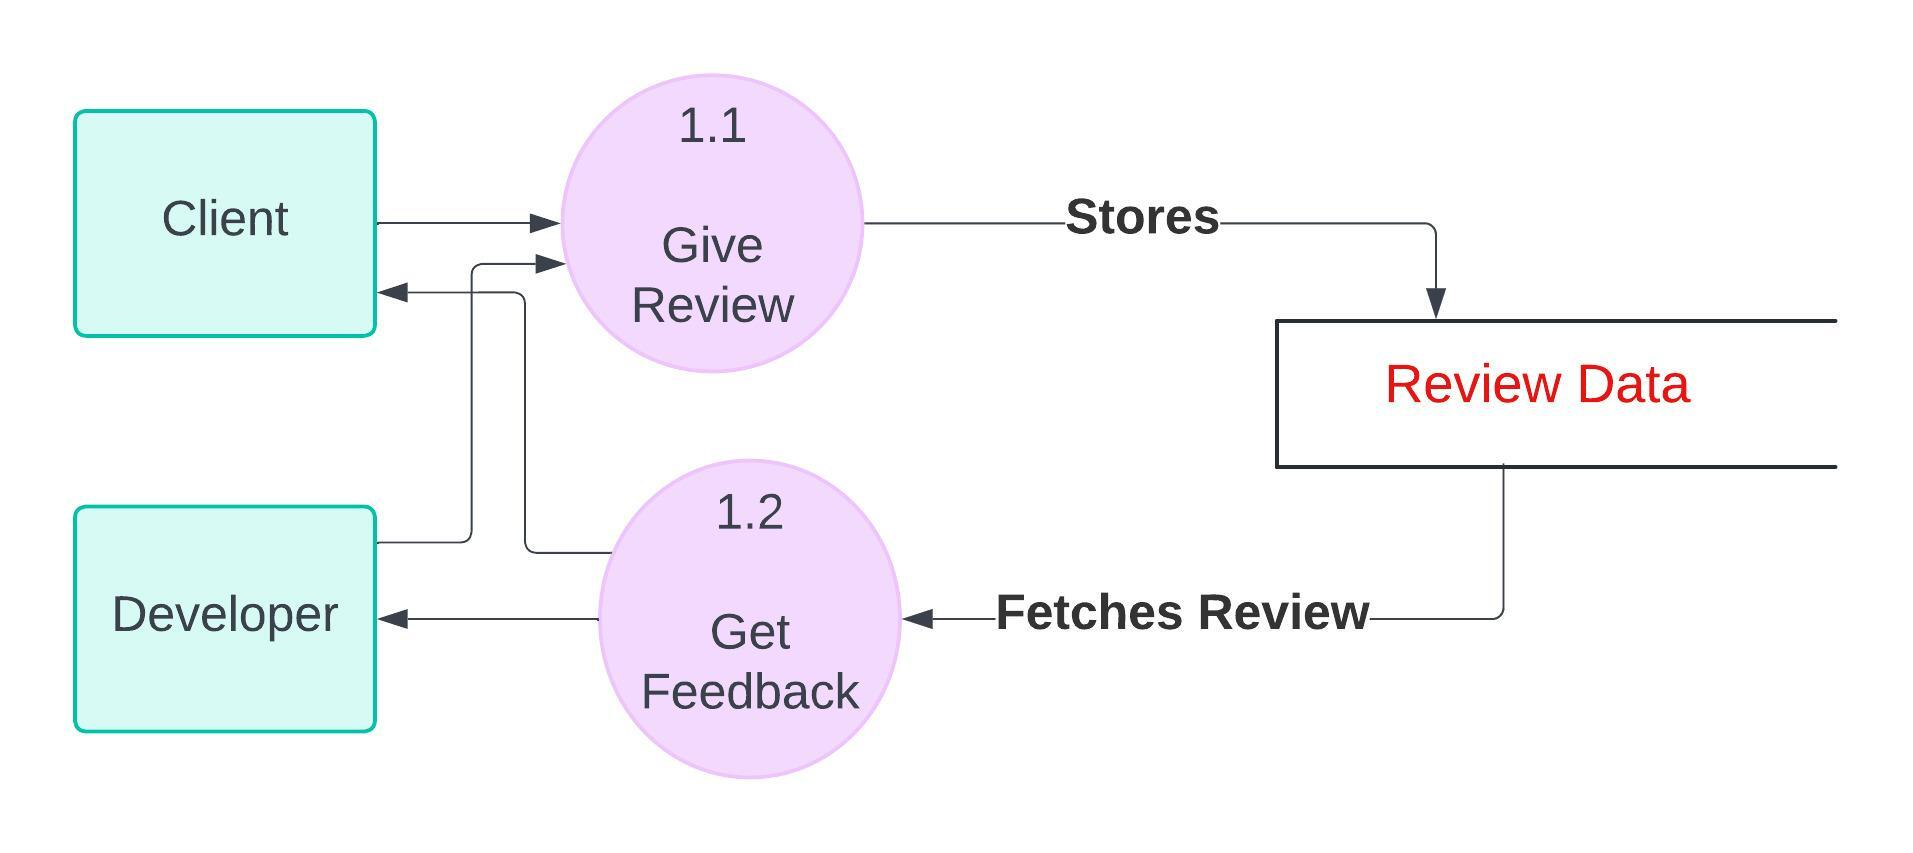 Client
1.1
Give
Review
Stores
Review Data
Developer
1.2
Get
Feedback
Fetches Review